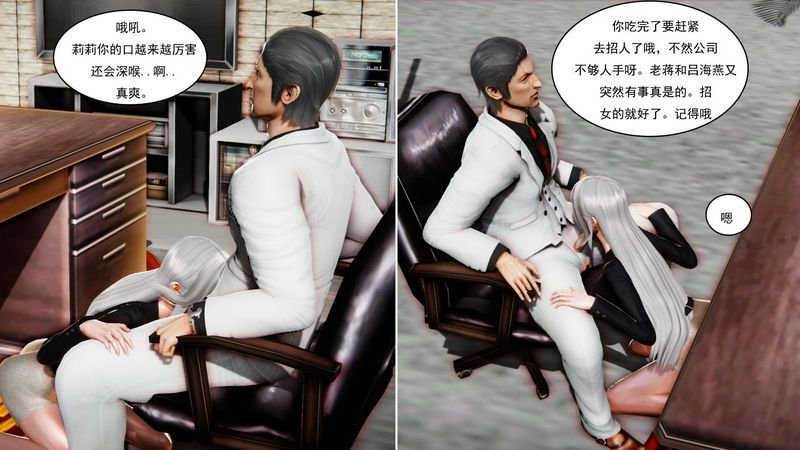 哦吼。
莉莉你的口越来越厉害
还会深喉..啊..
真爽。
你吃完了要赶紧
去招人了哦，不然公司
不够人手呀。老蒋和吕海燕又
突然有事真是的。招
女的就好了。记得哦
嗯